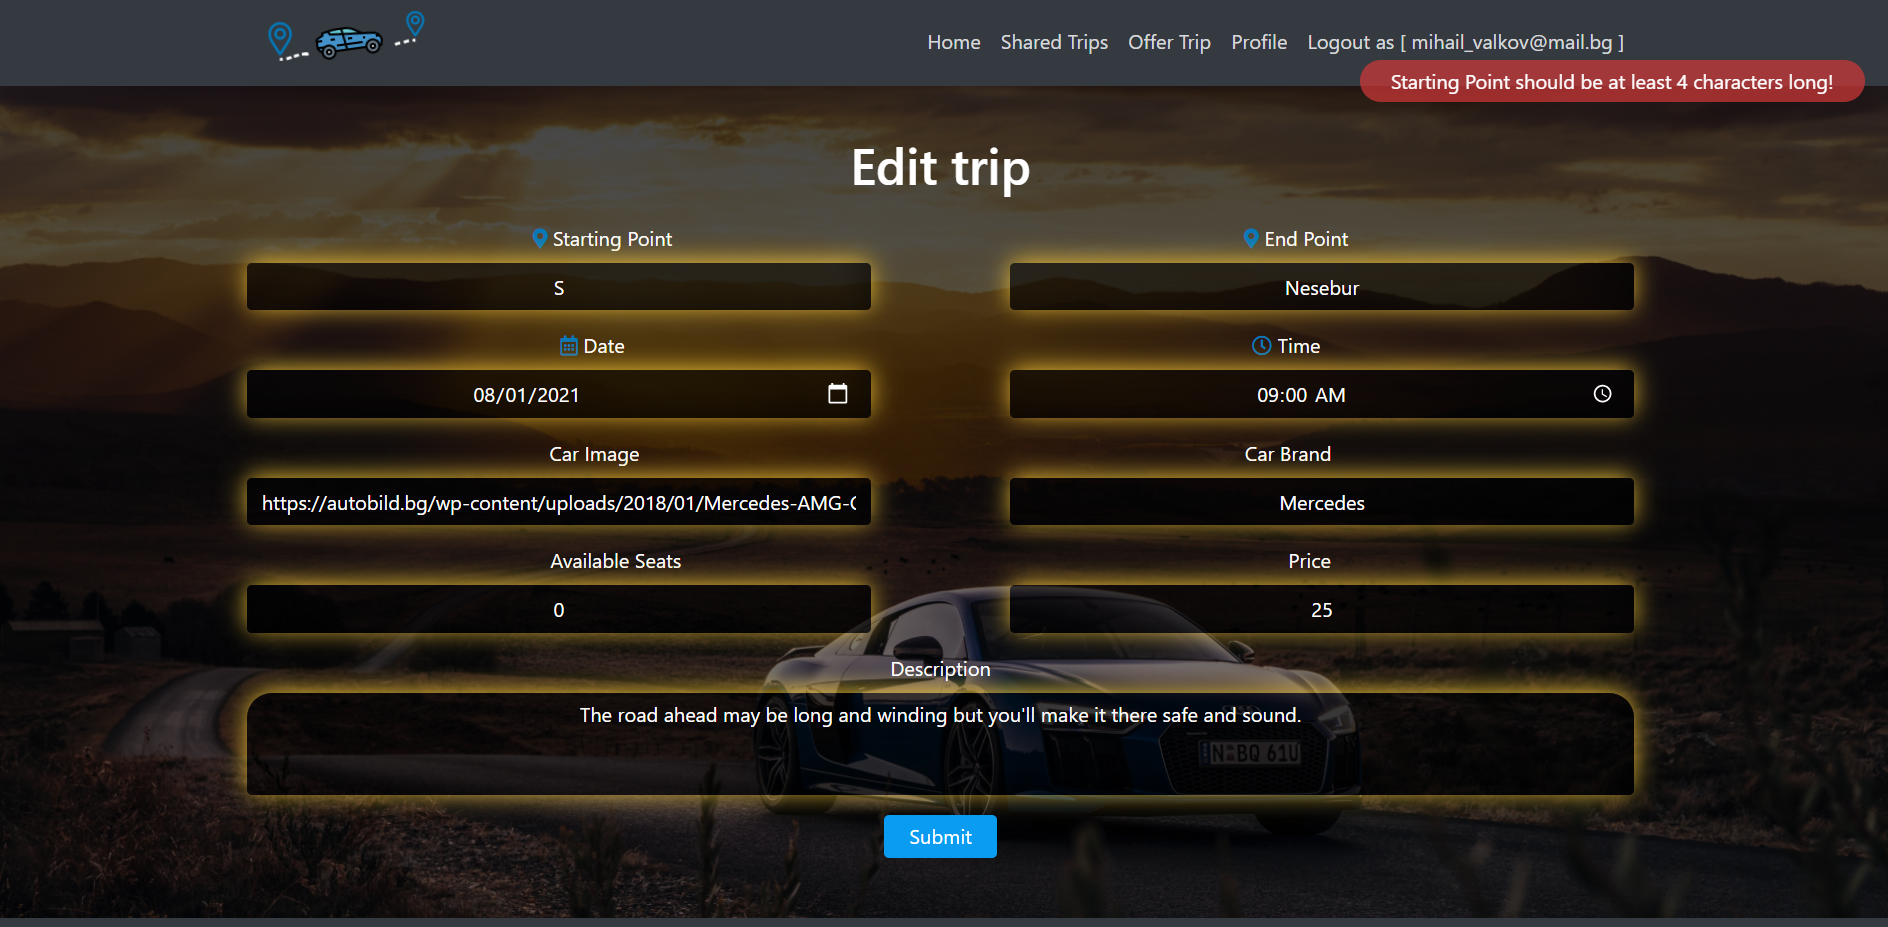 Home Shared Trips Offer Trip Profile Logout as [ mihail_valkov@mail.bg ]
Starting Point should be at least 4 characters long!
Edit trip
Starting Point
End Point
S
Nesebur
Date
Time
08/01/2021
09:00 AM
Car Image
Car Brand
https://autobild.bg/wp-content/uploads/2018/01/Mercedes-AMG-
Mercedes
Available Seats
Price
0
25
Description
The road ahead may be long and winding but you'll make it there safe and sound.
NBQ 61U
Submit